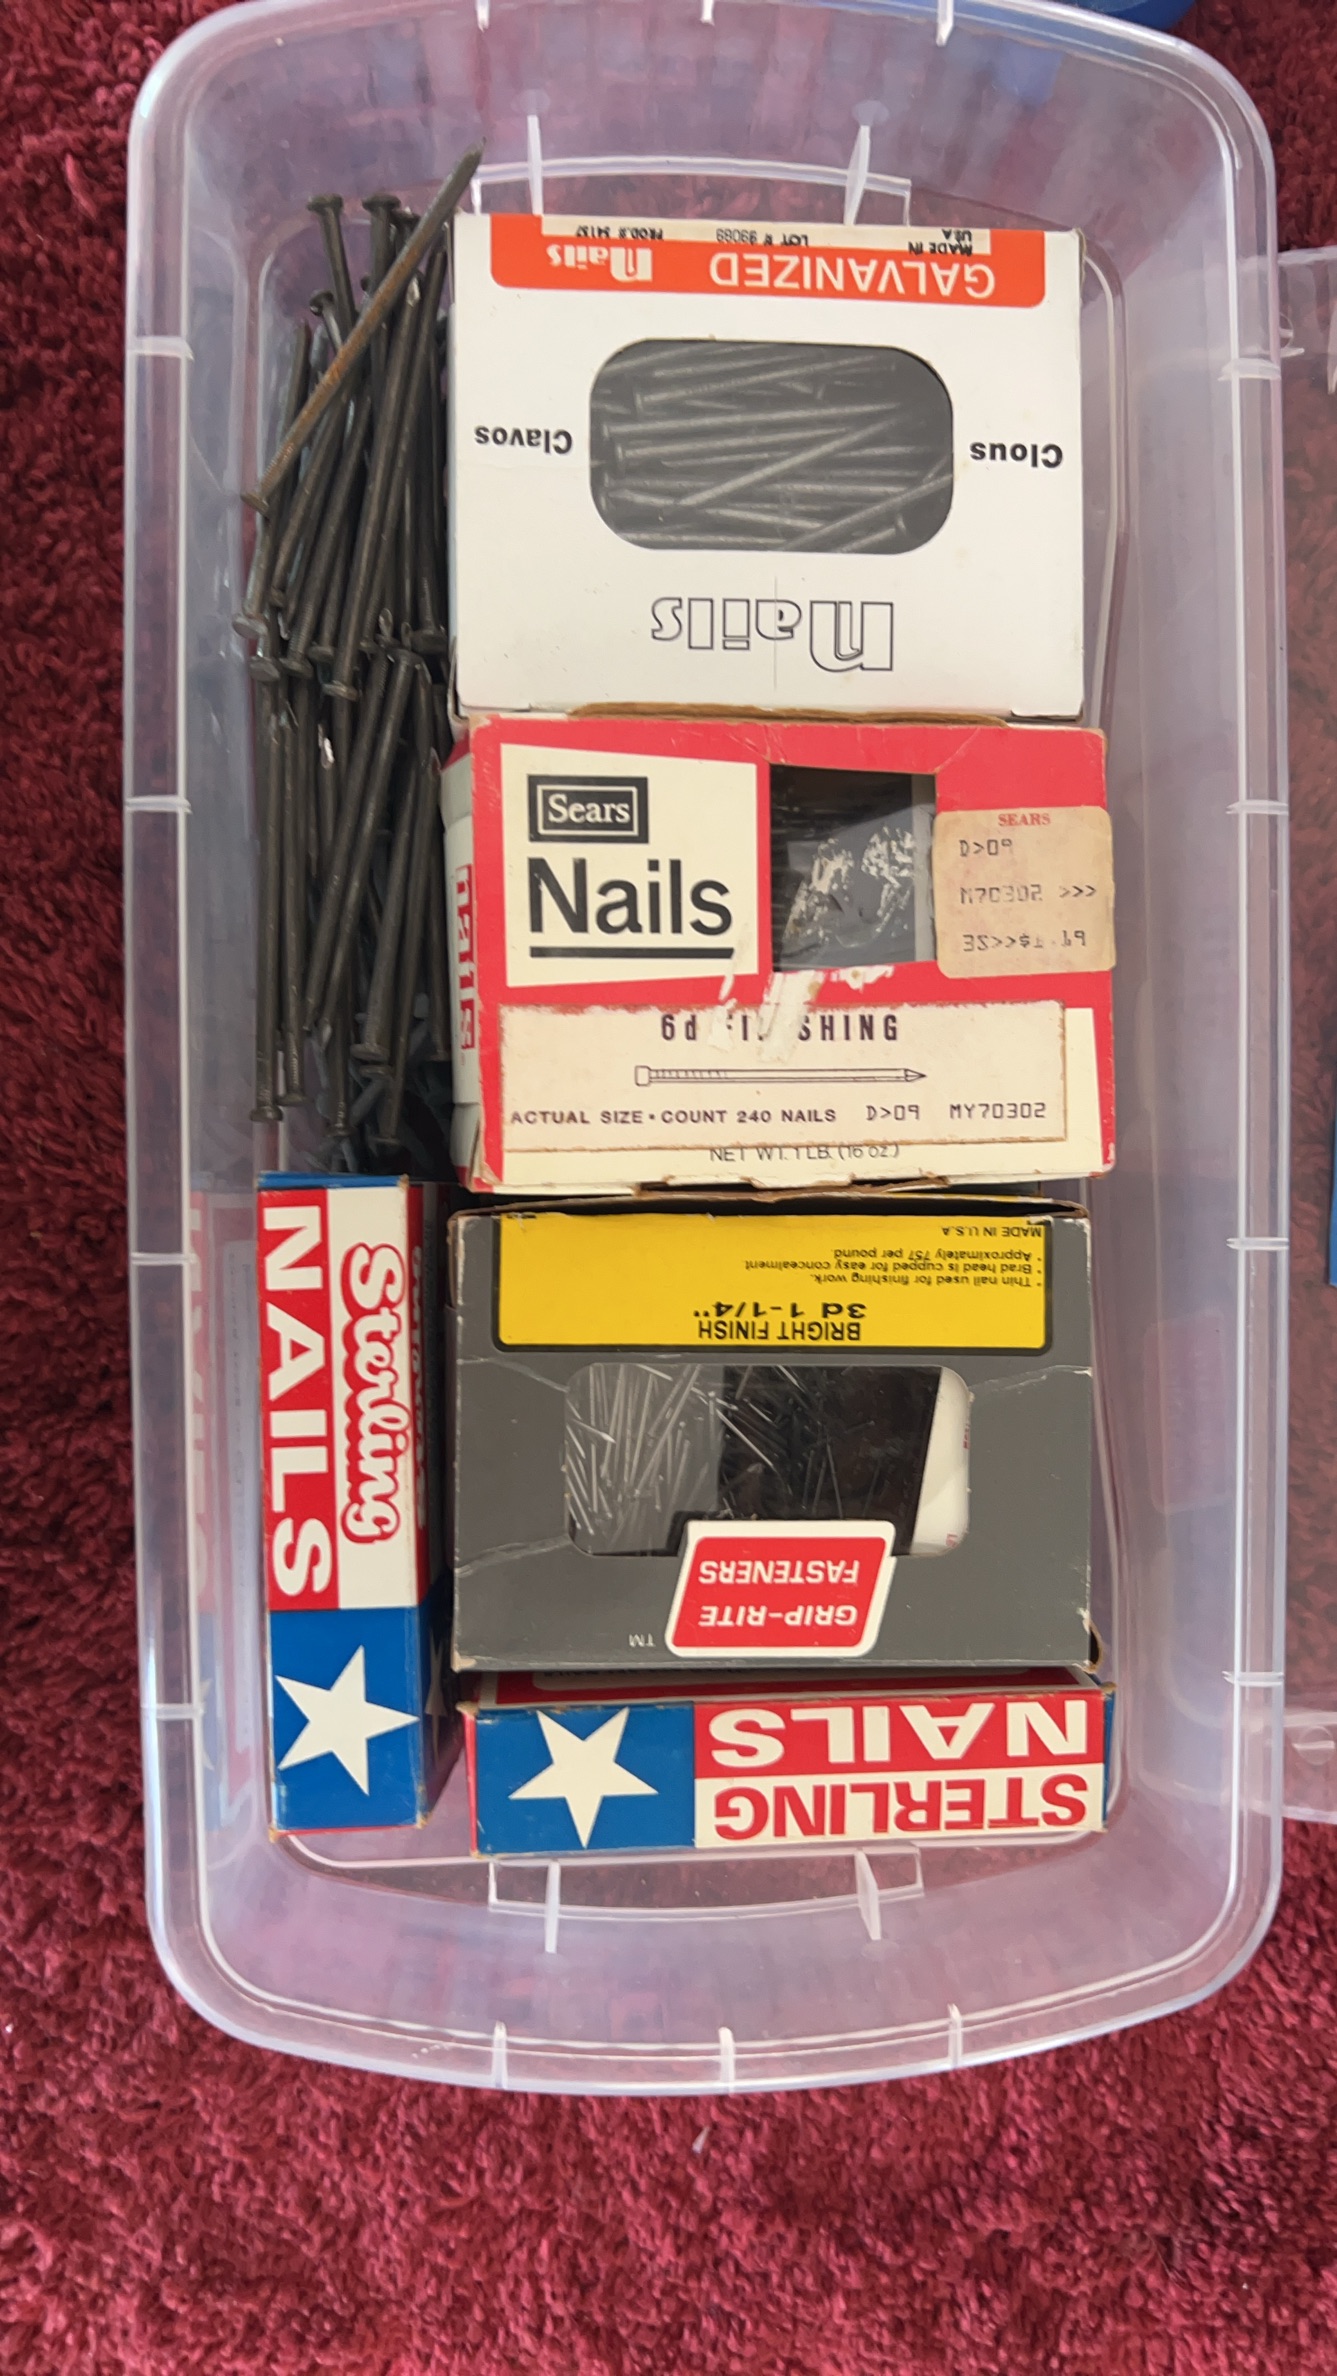 GALVANIZED nails
MADE IN
U.S.A.
LOT # 99089
PROD.# 54157
Clous
Clavos
nails
Sears
Nails
SEARS
D>09
M70302 >>>
nails
6d SHING
ACTUAL SIZE • COUNT 240 NAILS D>09 MY70302
NET WT. 1 LB. (16 oz.)
Sterling
NAILS
GRIP-RITE
FASTENERS
TM
BRIGHT FINISH
3d 1-1/4"
• Thin nail used for finishing work.
• Brad head is cupped for easy concealment
• Approximately 757 per pound.
MADE IN U.S.A
STERLING
NAILS